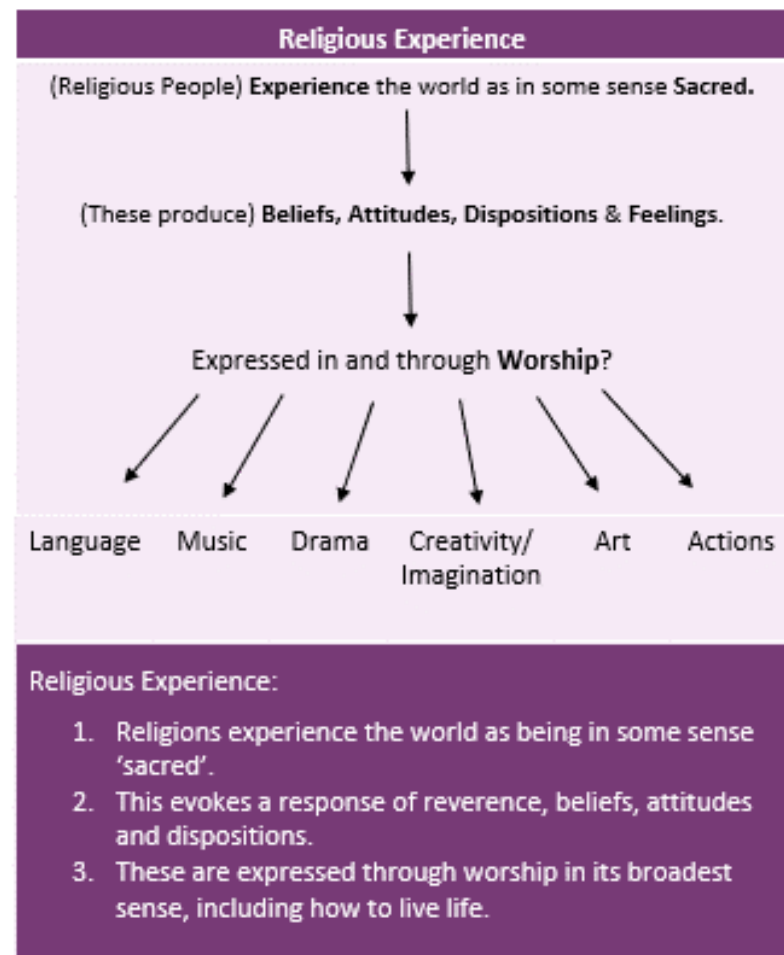 Religious Experience
(Religious People) Experience the world as in some sense Sacred.
(These produce) Beliefs, Attitudes, Dispositions & Feelings.
Expressed in and through Worship?
Language Music Drama Creativity/ Art Actions
Imagination
Religious Experience:
1. Religions experience the world as being in some sense
‘sacred’.
2. This evokes a response of reverence, beliefs, attitudes
and dispositions.
3. These are expressed through worship in its broadest
sense, including how to live life.